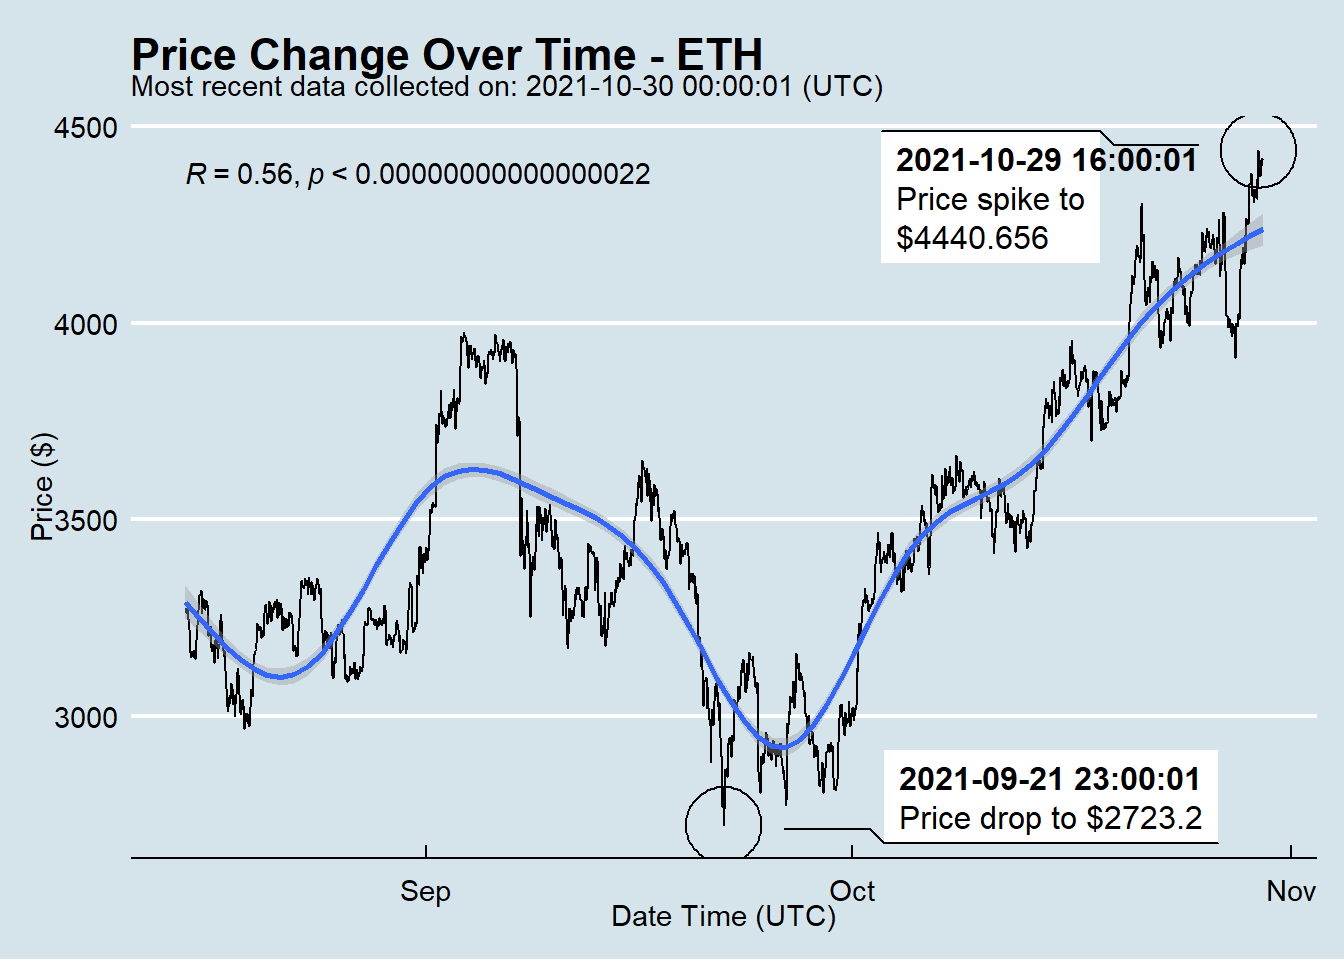 Price Change Over Time - ETH
Most recent data collected on: 2021-10-30 00:00:01 (UTC)
4500
R = 0.56, p < 0.00000000000000022
2021-10-29 16:00:01
Price spike to
$4440.656
4000
Price ($)
3500
3000
2021-09-21 23:00:01
Price drop to $2723.2
Sep
Oct
Nov
Date Time (UTC)